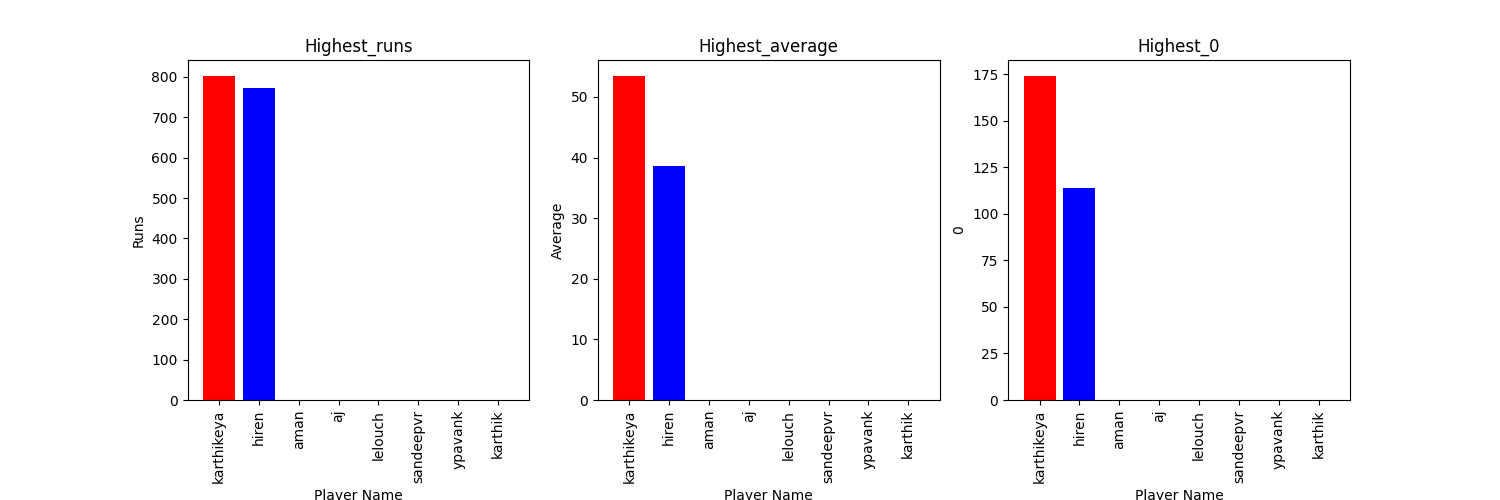 Highest_runs
Runs
800
700
600
500
400
300
200
100
0
karthikeya
hiren
aman
aj
lelouch
sandeepvr
ypavank
karthik
Player Name
Highest_average
Average
50
40
30
20
10
0
karthikeya
hiren
aman
aj
lelouch
sandeepvr
ypavank
karthik
Player Name
Highest_0
0
175
150
125
100
75
50
25
0
karthikeya
hiren
aman
aj
lelouch
sandeepvr
ypavank
karthik
Player Name